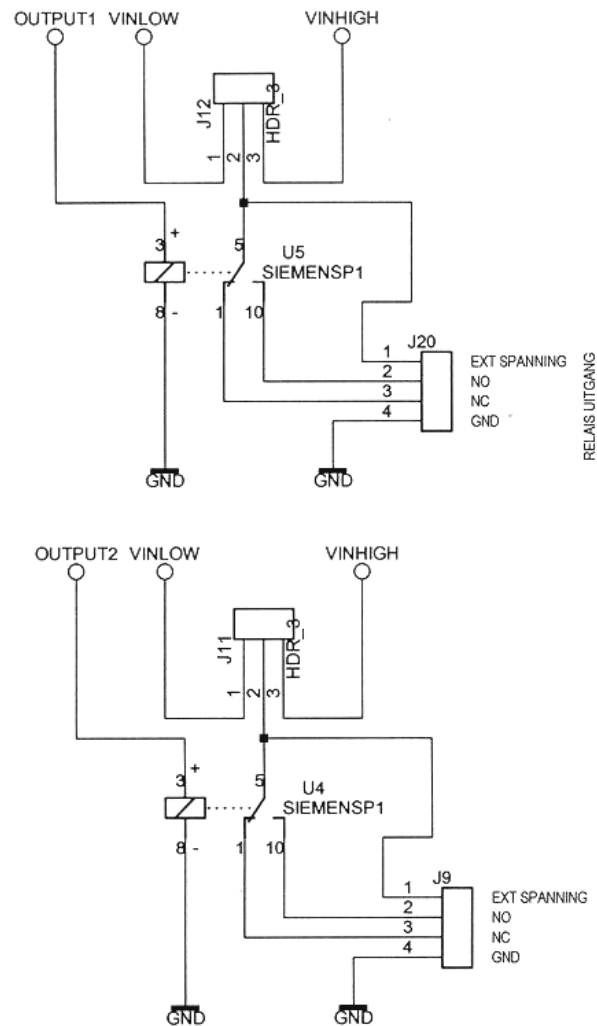 OUTPUT1 VINLOW VINHIGH
J12
HDR_3
1 2 3
3 +
5
U5
SIEMENSP1
8 -
1 10
J20
1 EXT SPANNING
2 NO
3 NC
4 GND
RELAIS UITGANG
GND GND
OUTPUT2 VINLOW VINHIGH
J11
HDR_3
1 2 3
3 +
5
U4
SIEMENSP1
8 -
1 10
J9
1 EXT SPANNING
2 NO
3 NC
4 GND
GND GND